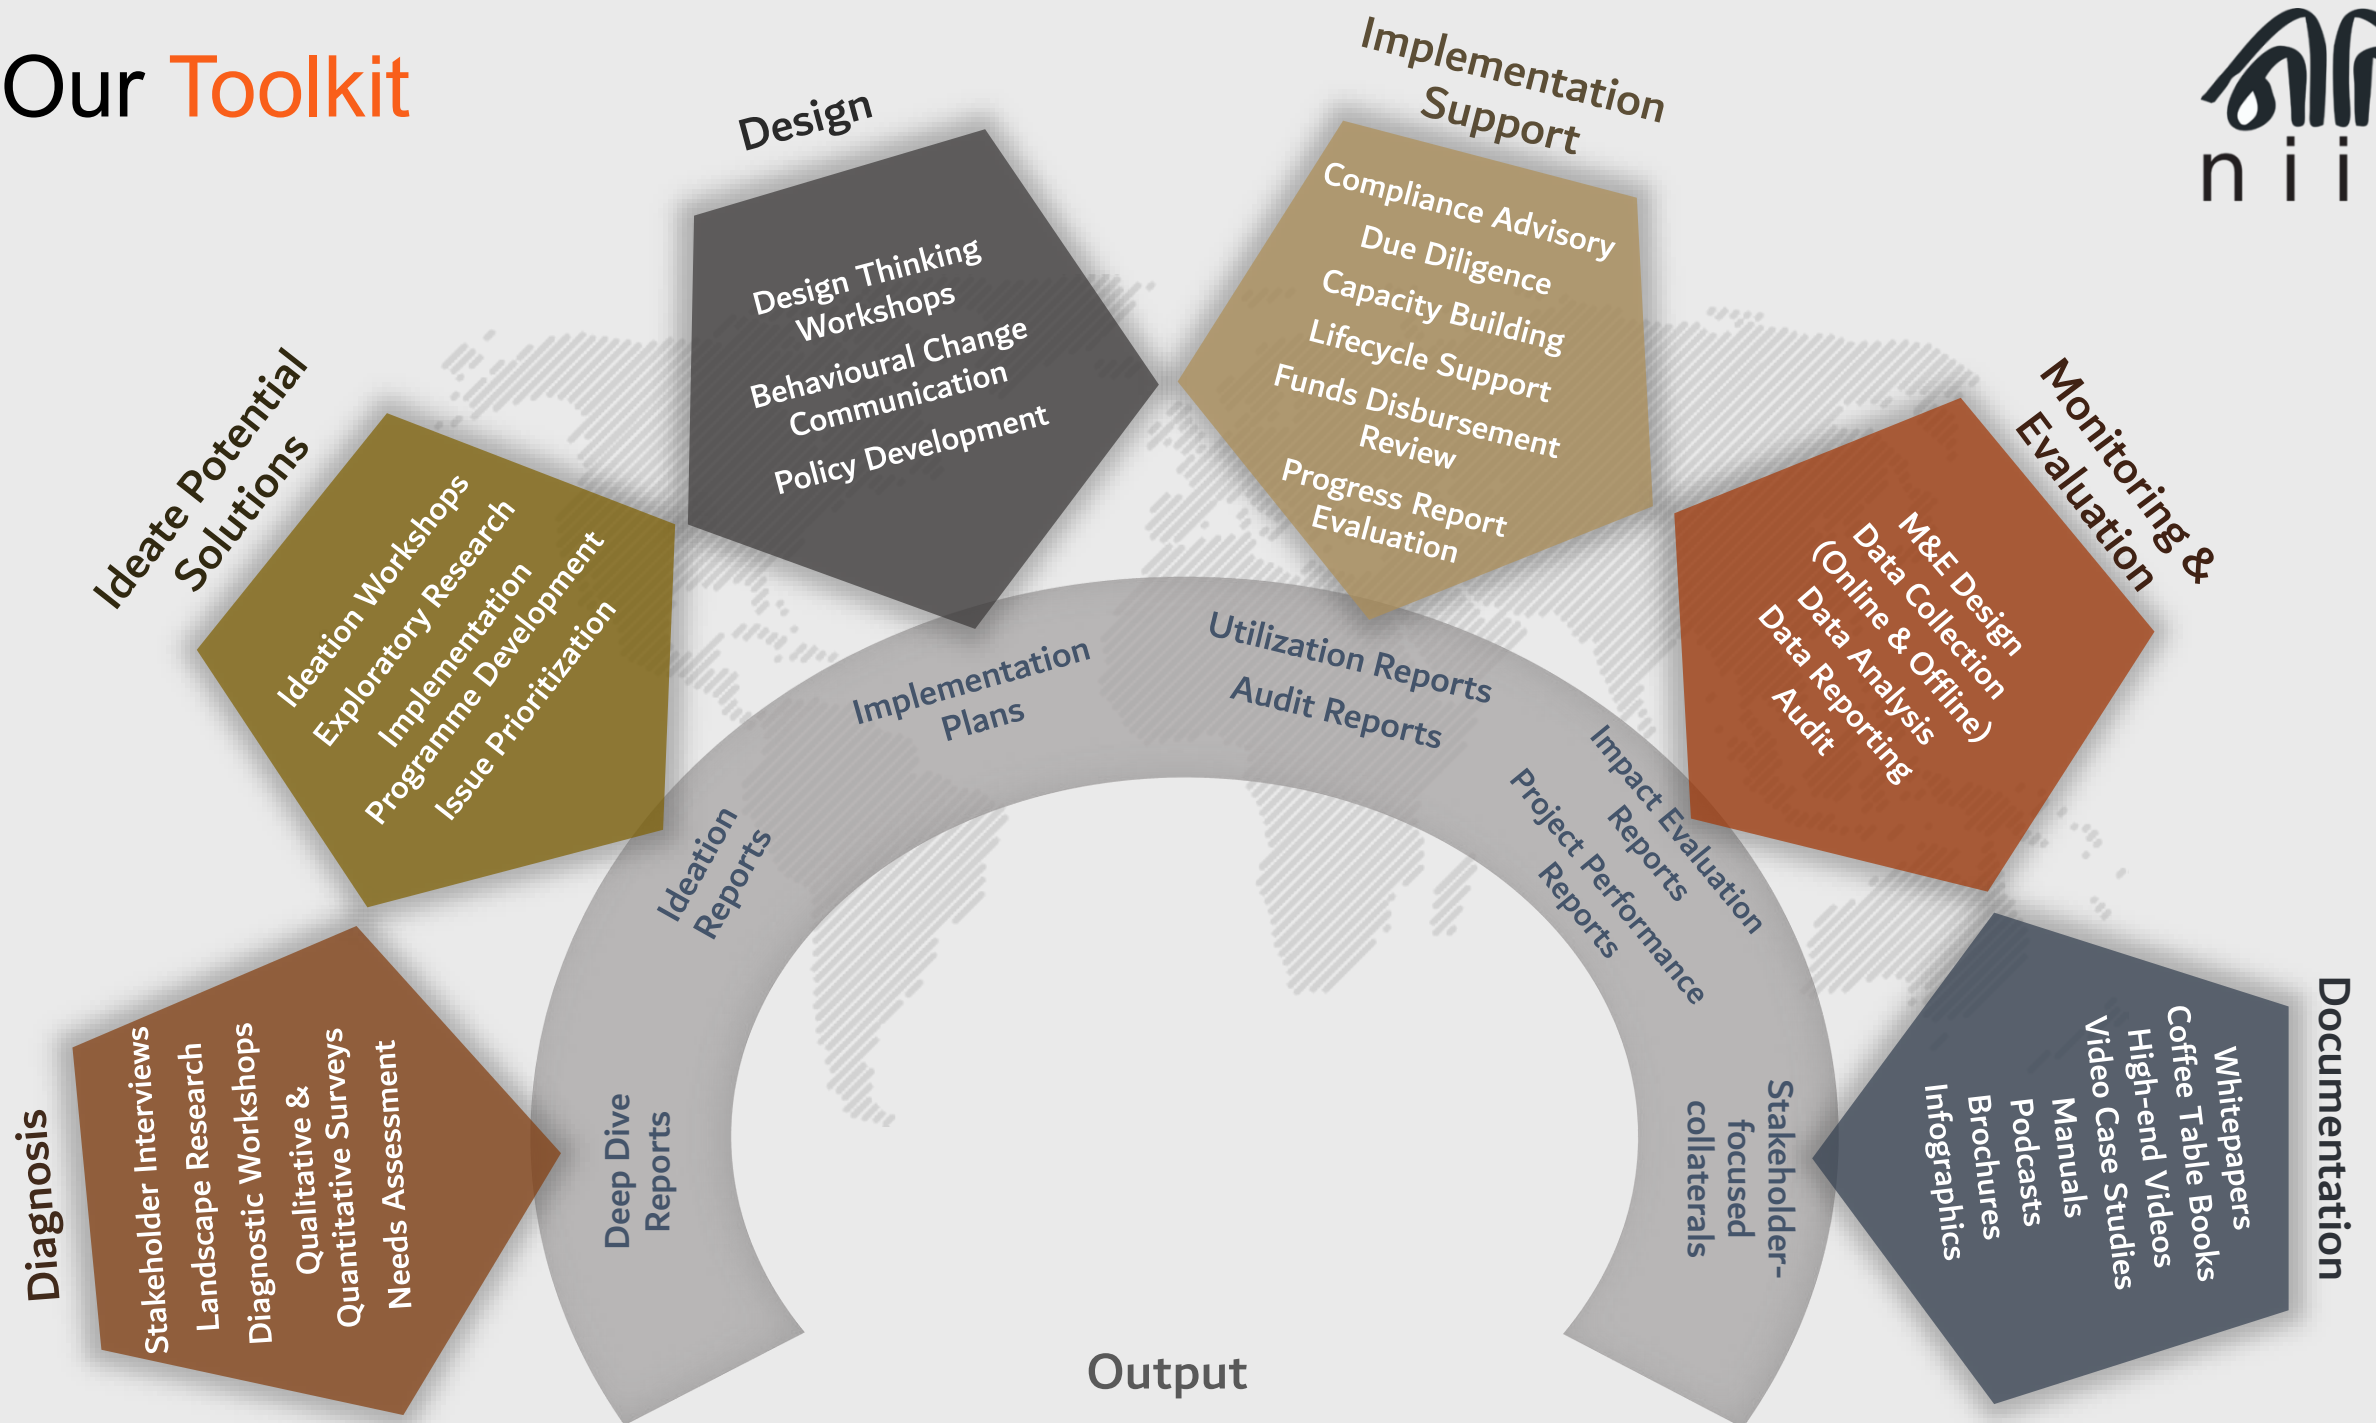 Our Toolkit
n i i
Diagnosis
Stakeholder Interviews
Landscape Research
Diagnostic Workshops
Qualitative &
Quantitative Surveys
Needs Assessment
Ideate Potential
Solutions
Ideation Workshops
Exploratory Research
Implementation
Programme Development
Issue Prioritization
Design
Design Thinking
Workshops
Behavioural Change
Communication
Policy Development
Implementation
Support
Compliance Advisory
Due Diligence
Capacity Building
Lifecycle Support
Funds Disbursement
Review
Progress Report
Evaluation
Monitoring &
Evaluation
M&E Design
Data Collection
(Online & Offline)
Data Analysis
Data Reporting
Audit
Documentation
Whitepapers
Coffee Table Books
High-end Videos
Video Case Studies
Manuals
Podcasts
Brochures
Infographics
Deep Dive
Reports
Ideation
Reports
Implementation
Plans
Utilization Reports
Audit Reports
Impact Evaluation
Reports
Project Performance
Reports
Stakeholder-
focused
collaterals
Output